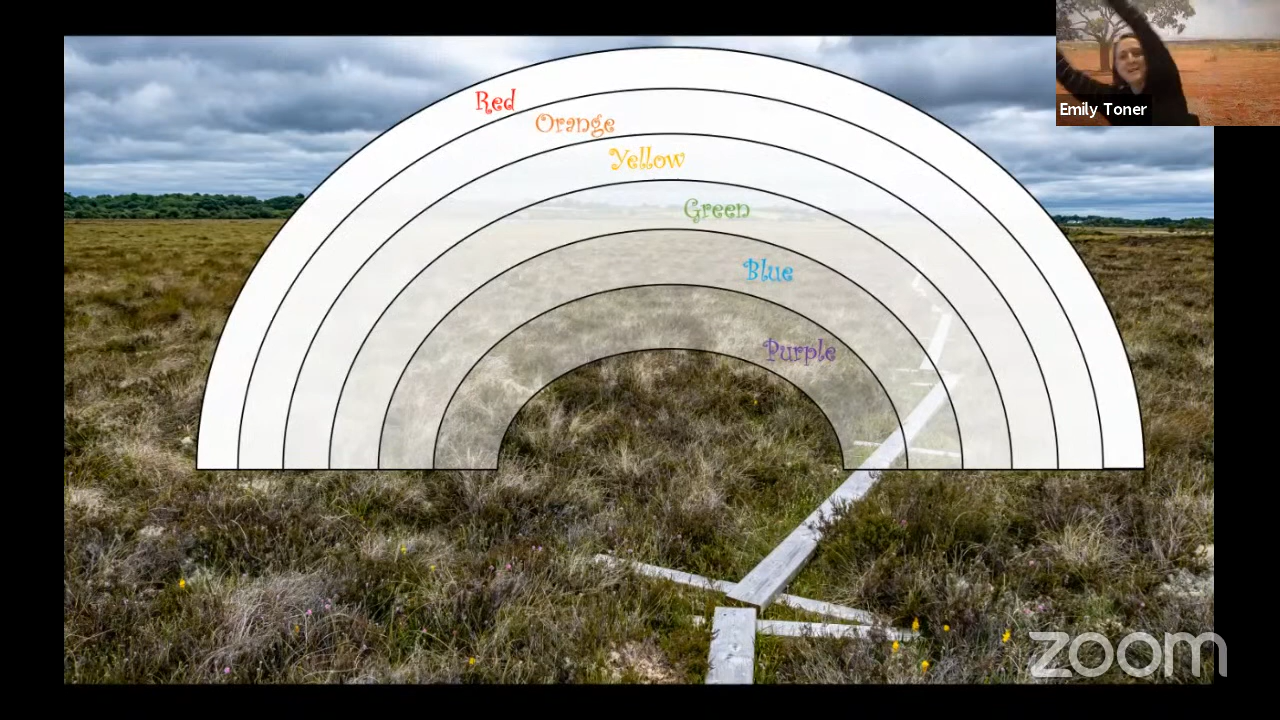 Emily Toner
Red
Orange
Yellow
Green
Blue
Purple
zoom